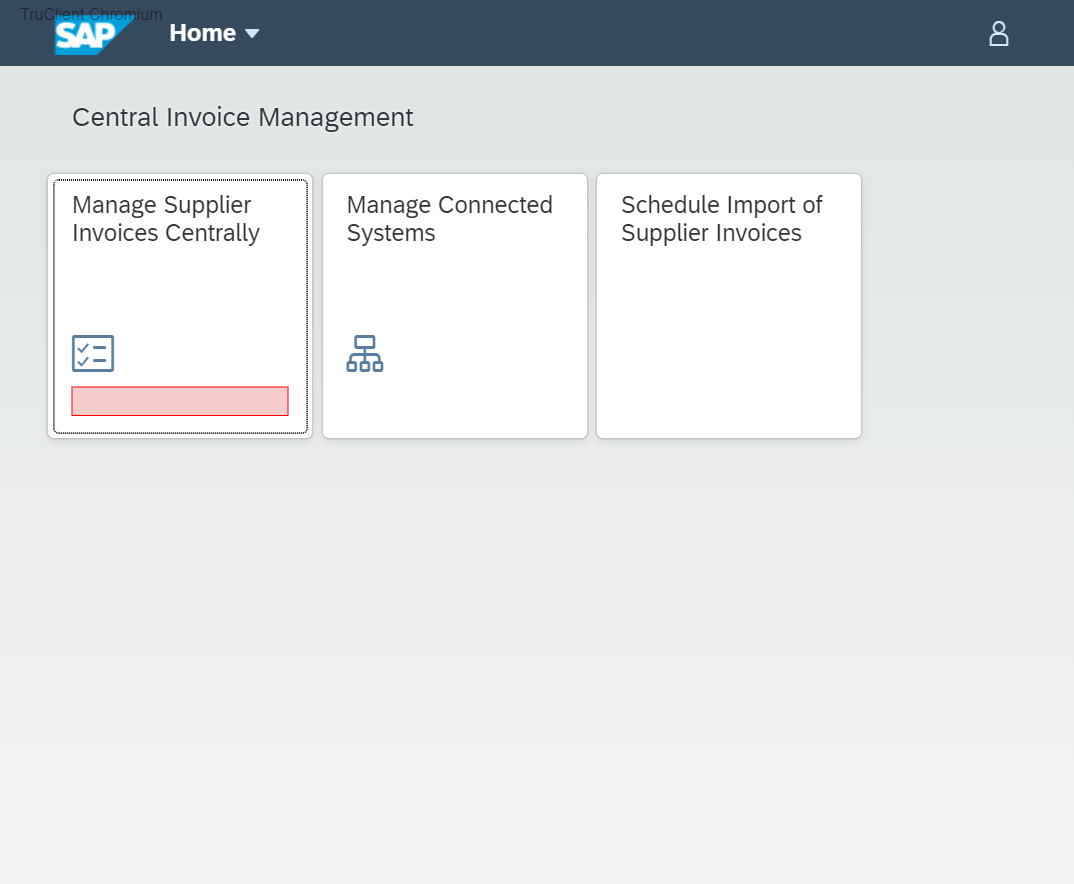 TruClient Chromium
SAP
Home
Central Invoice Management
Manage Supplier
Invoices Centrally
Manage Connected
Systems
Schedule Import of
Supplier Invoices